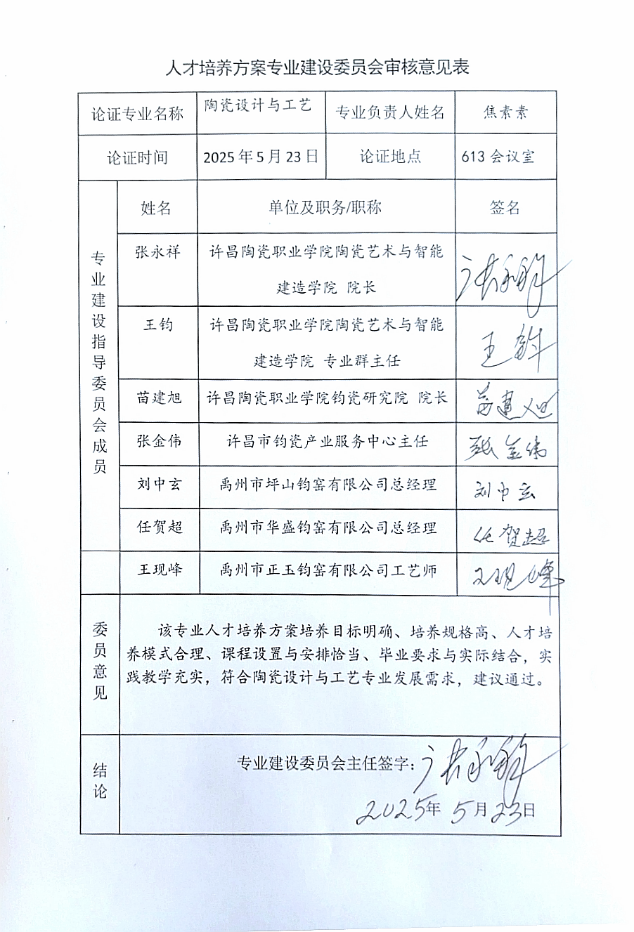 人才培养方案专业建设委员会审核意见表
论证专业名称 陶瓷设计与工艺 专业负责人姓名 焦素素
论证时间 2025年5月23日 论证地点 613会议室
专业建设指导委员会成员
姓名 单位及职务/职称 签名
张永祥 许昌陶瓷职业学院陶瓷艺术与智能
建造学院 院长 张永祥
王钧 许昌陶瓷职业学院陶瓷艺术与智能
建造学院 专业群主任 王钧
苗建旭 许昌陶瓷职业学院钧瓷研究院 院长 苗建旭
张金伟 许昌市钧瓷产业服务中心主任 张金伟
刘中玄 禹州市坪山钧窑有限公司总经理 刘中玄
任贺超 禹州市华盛钧窑有限公司总经理 任贺超
王现峰 禹州市正玉钧窑有限公司工艺师 王现峰
委员意见
该专业人才培养方案培养目标明确、培养规格高、人才培
养模式合理、课程设置与安排恰当、毕业要求与实际结合，实
践教学充实，符合陶瓷设计与工艺专业发展需求，建议通过。
结论
专业建设委员会主任签字：张永祥
2025年5月23日